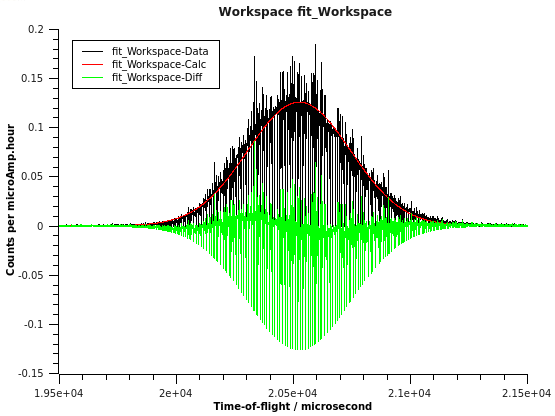 Workspace fit_Workspace
fit_Workspace-Data
fit_Workspace-Calc
fit_Workspace-Diff
Counts per microAmp.hour
0.2
0.15
0.1
0.05
0
-0.05
-0.1
-0.15
1.95e+04 2e+04 2.05e+04 2.1e+04 2.15e+04
Time-of-flight / microsecond